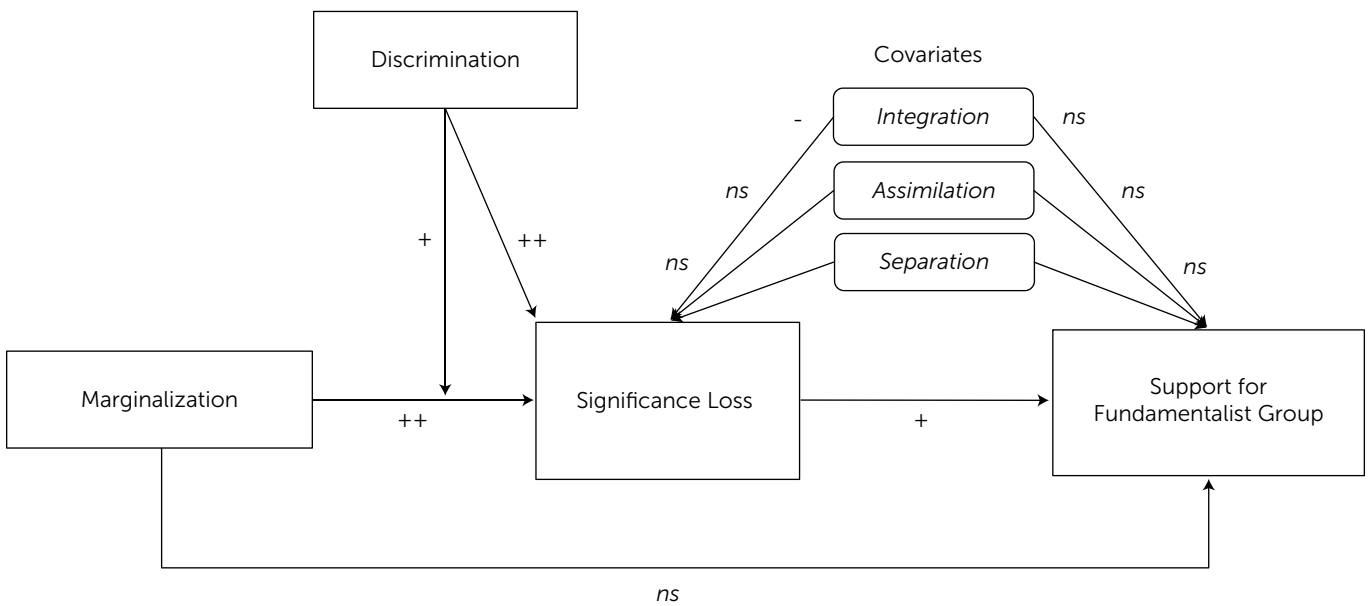 Discrimination
Covariates
-
Integration
ns
ns
Assimilation
ns
+
++
ns
Separation
ns
Marginalization
++
Significance Loss
+
Support for
Fundamentalist Group
ns